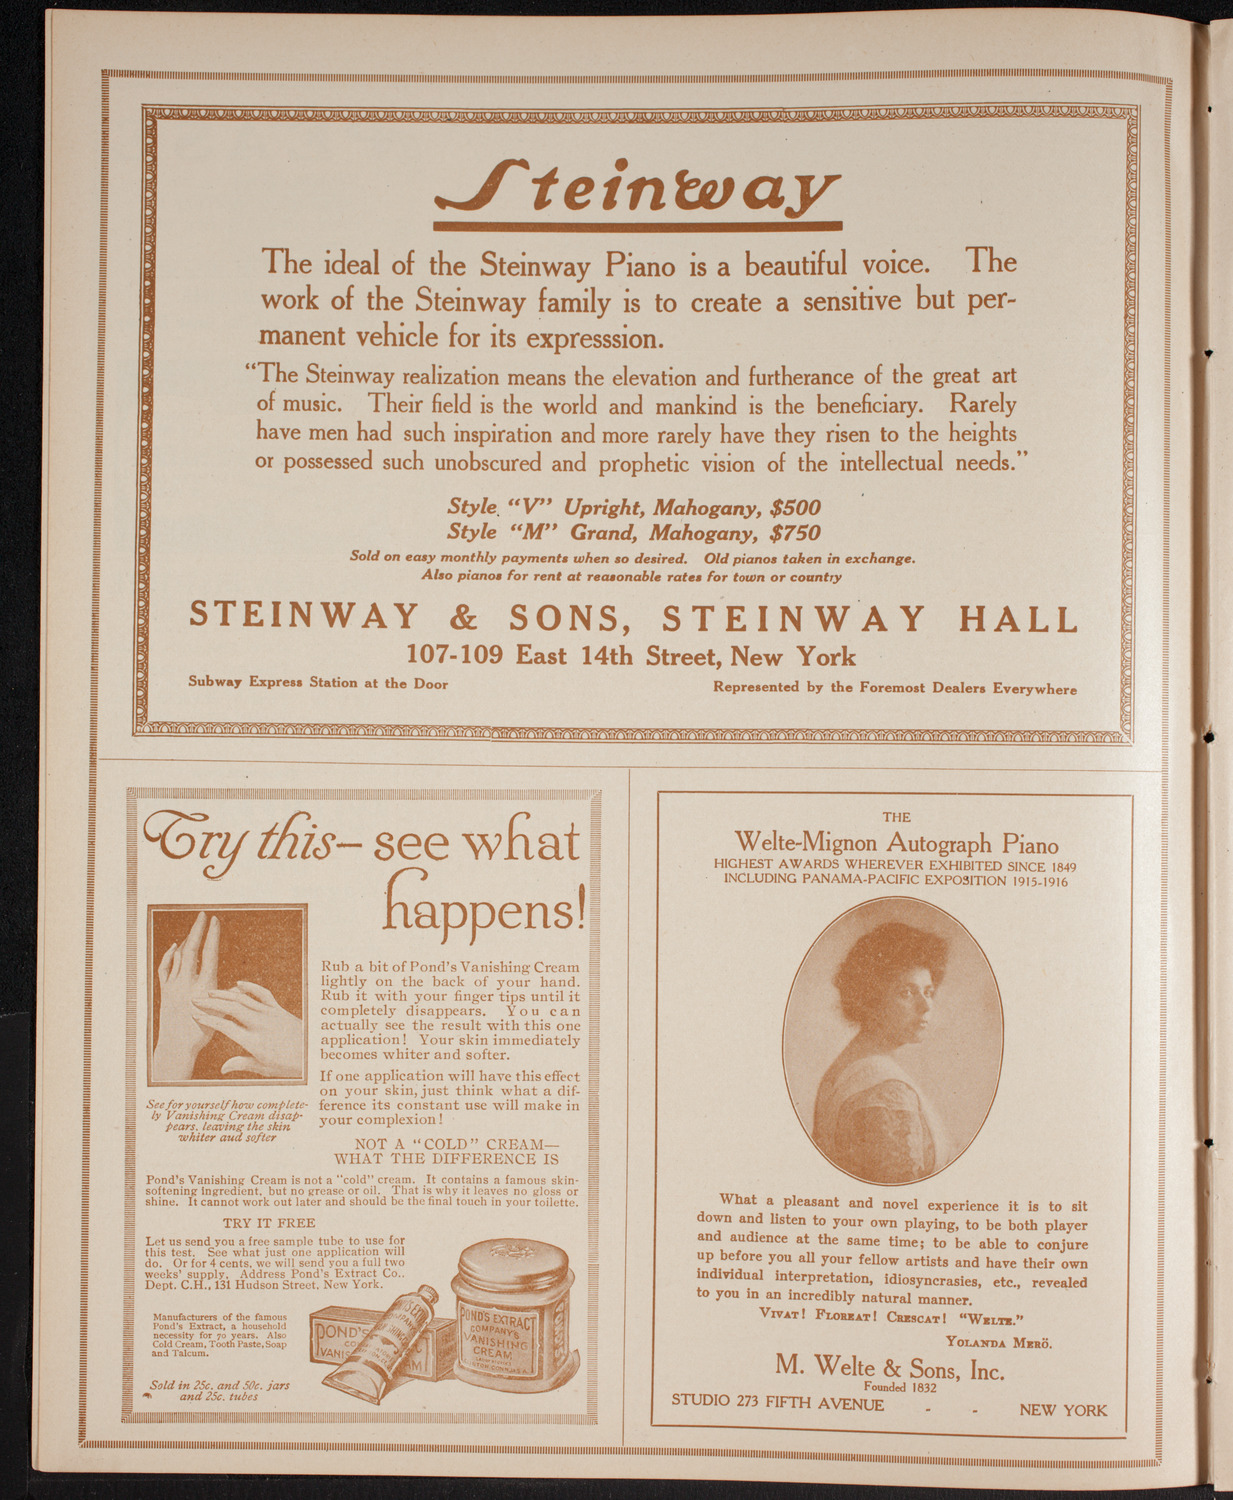 Steinway
The ideal of the Steinway Piano is a beautiful voice. The
work of the Steinway family is to create a sensitive but per-
manent vehicle for its expresssion.
“The Steinway realization means the elevation and furtherance of the great art
of music. Their field is the world and mankind is the beneficiary. Rarely
have men had such inspiration and more rarely have they risen to the heights
or possessed such unobscured and prophetic vision of the intellectual needs.”
Style “V” Upright, Mahogany, $500
Style “M” Grand, Mahogany, $750
Sold on easy monthly payments when so desired. Old pianos taken in exchange.
Also pianos for rent at reasonable rates for town or country
STEINWAY & SONS, STEINWAY HALL
107-109 East 14th Street, New York
Subway Express Station at the Door
Represented by the Foremost Dealers Everywhere
Try this—see what
happens!
Rub a bit of Pond's Vanishing Cream
lightly on the back of your hand.
Rub it with your finger tips until it
completely disappears. You can
actually see the result with this one
application! Your skin immediately
becomes whiter and softer.
If one application will have this effect
on your skin, just think what a dif-
ference its constant use will make in
your complexion!
See for yourself how complete-
ly Vanishing Cream disap-
pears, leaving the skin
whiter and softer
NOT A “COLD” CREAM—
WHAT THE DIFFERENCE IS
Pond's Vanishing Cream is not a "cold" cream. It contains a famous skin-
softening ingredient, but no grease or oil. That is why it leaves no gloss or
shine. It cannot work out later and should be the final touch in your toilette.
TRY IT FREE
Let us send you a free sample tube to use for
this test. See what just one application will
do. Or for 4 cents, we will send you a full two
weeks' supply. Address Pond's Extract Co.,
Dept. C.H., 131 Hudson Street, New York.
Manufacturers of the famous
Pond's Extract, a household
necessity for 70 years. Also
Cold Cream, Tooth Paste, Soap
and Talcum.
Sold in 25c. and 50c. jars
and 25c. tubes
POND'S
VANIS
AM
POND'S EXTRACT
COMPANY'S
VANISHING
CREAM
THE
Welte-Mignon Autograph Piano
HIGHEST AWARDS WHEREVER EXHIBITED SINCE 1849
INCLUDING PANAMA-PACIFIC EXPOSITION 1915-1916
What a pleasant and novel experience it is to sit
down and listen to your own playing, to be both player
and audience at the same time; to be able to conjure
up before you all your fellow artists and have their own
individual interpretation, idiosyncrasies, etc., revealed
to you in an incredibly natural manner.
VIVAT! FLOREAT! CRESCAT! “WELTE.”
YOLANDA MERÖ.
M. Welte & Sons, Inc.
Founded 1832
STUDIO 273 FIFTH AVENUE - - NEW YORK